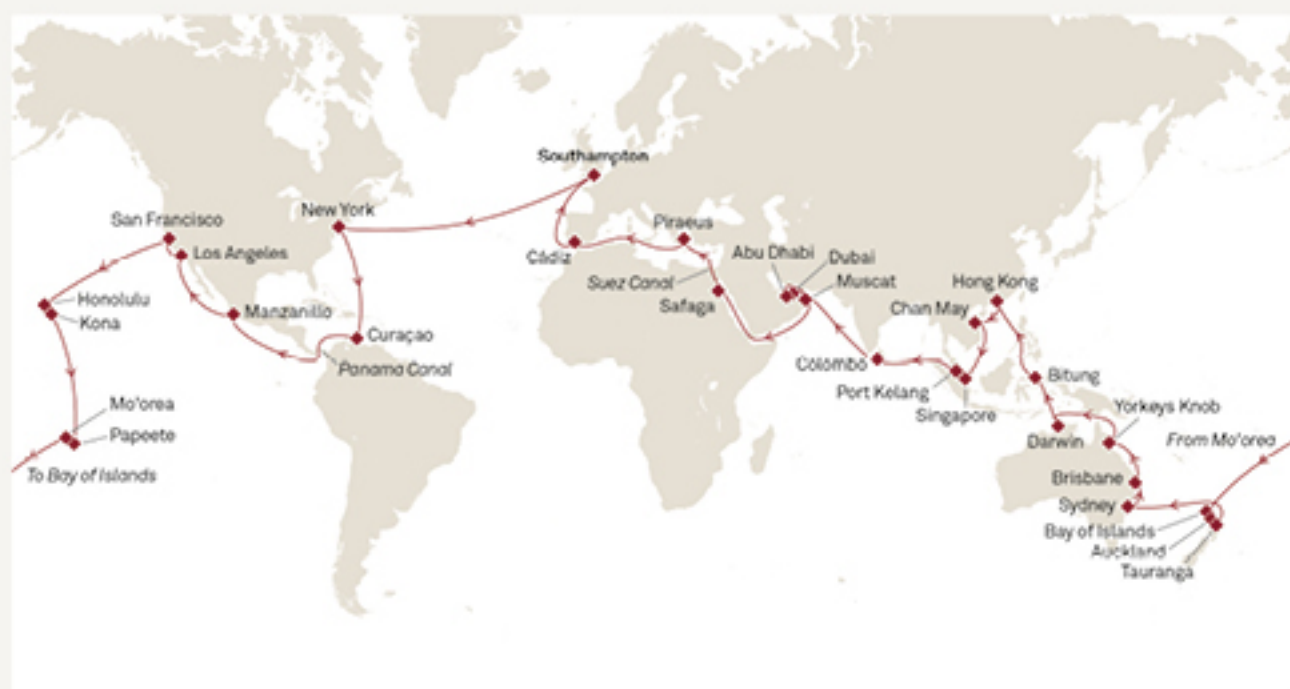 Southampton
New York
San Francisco
Los Angeles
Piraeus
Cádiz
Abu Dhabi
Dubai
Muscat
Suez Canal
Safaga
Hong Kong
Chan May
Honolulu
Kona
Manzanillo
Curaçao
Panama Canal
Colombo
Port Kelang
Singapore
Bitung
Mo'orea
Papeete
To Bay of Islands
Yorkeys Knob
Darwin
From Mo'orea
Brisbane
Sydney
Bay of Islands
Auckland
Tauranga